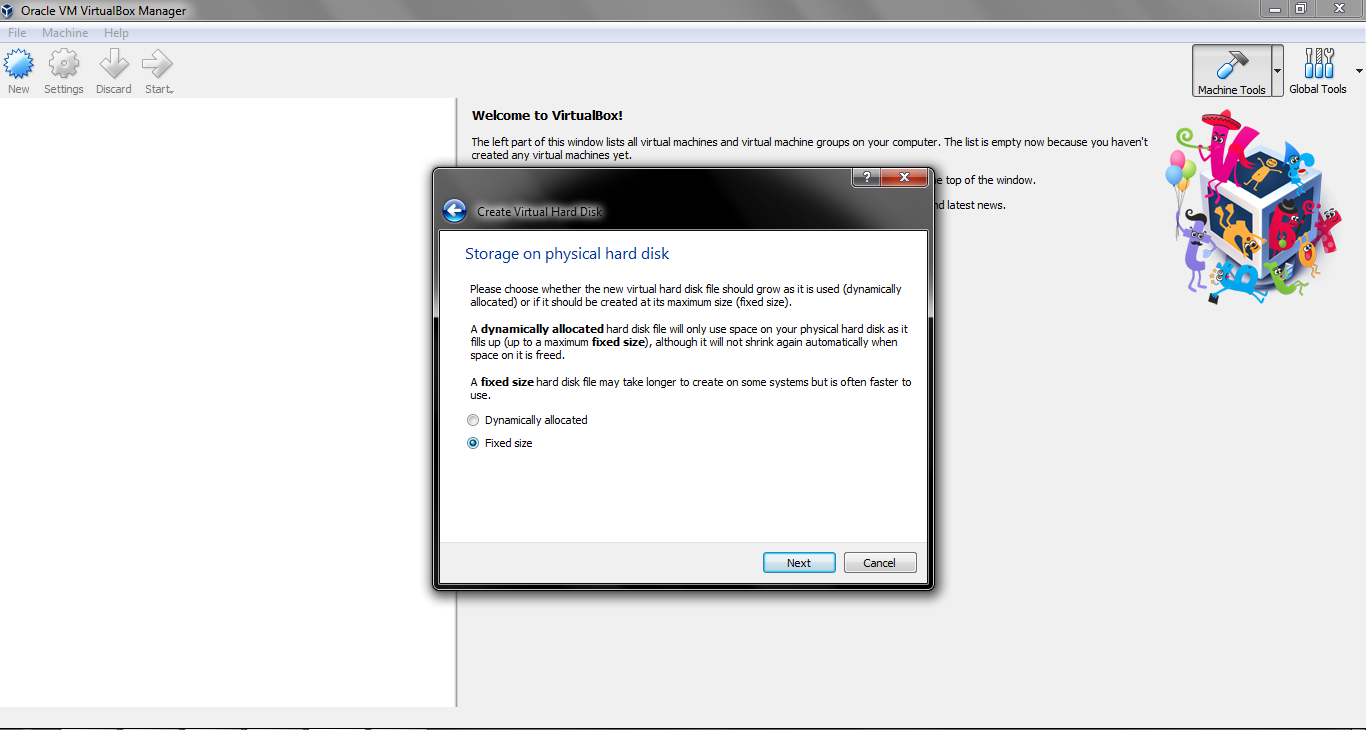 Oracle VM VirtualBox Manager
File Machine Help
New Settings Discard Start
Machine Tools Global Tools
Welcome to VirtualBox!
The left part of this window lists all virtual machines and virtual machine groups on your computer. The list is empty now because you haven't
created any virtual machines yet.
top of the window.
latest news.
?
Create Virtual Hard Disk
Storage on physical hard disk
Please choose whether the new virtual hard disk file should grow as it is used (dynamically
allocated) or if it should be created at its maximum size (fixed size).
A dynamically allocated hard disk file will only use space on your physical hard disk as it
fills up (up to a maximum fixed size), although it will not shrink again automatically when
space on it is freed.
A fixed size hard disk file may take longer to create on some systems but is often faster to
use.
Dynamically allocated
Fixed size
Next Cancel